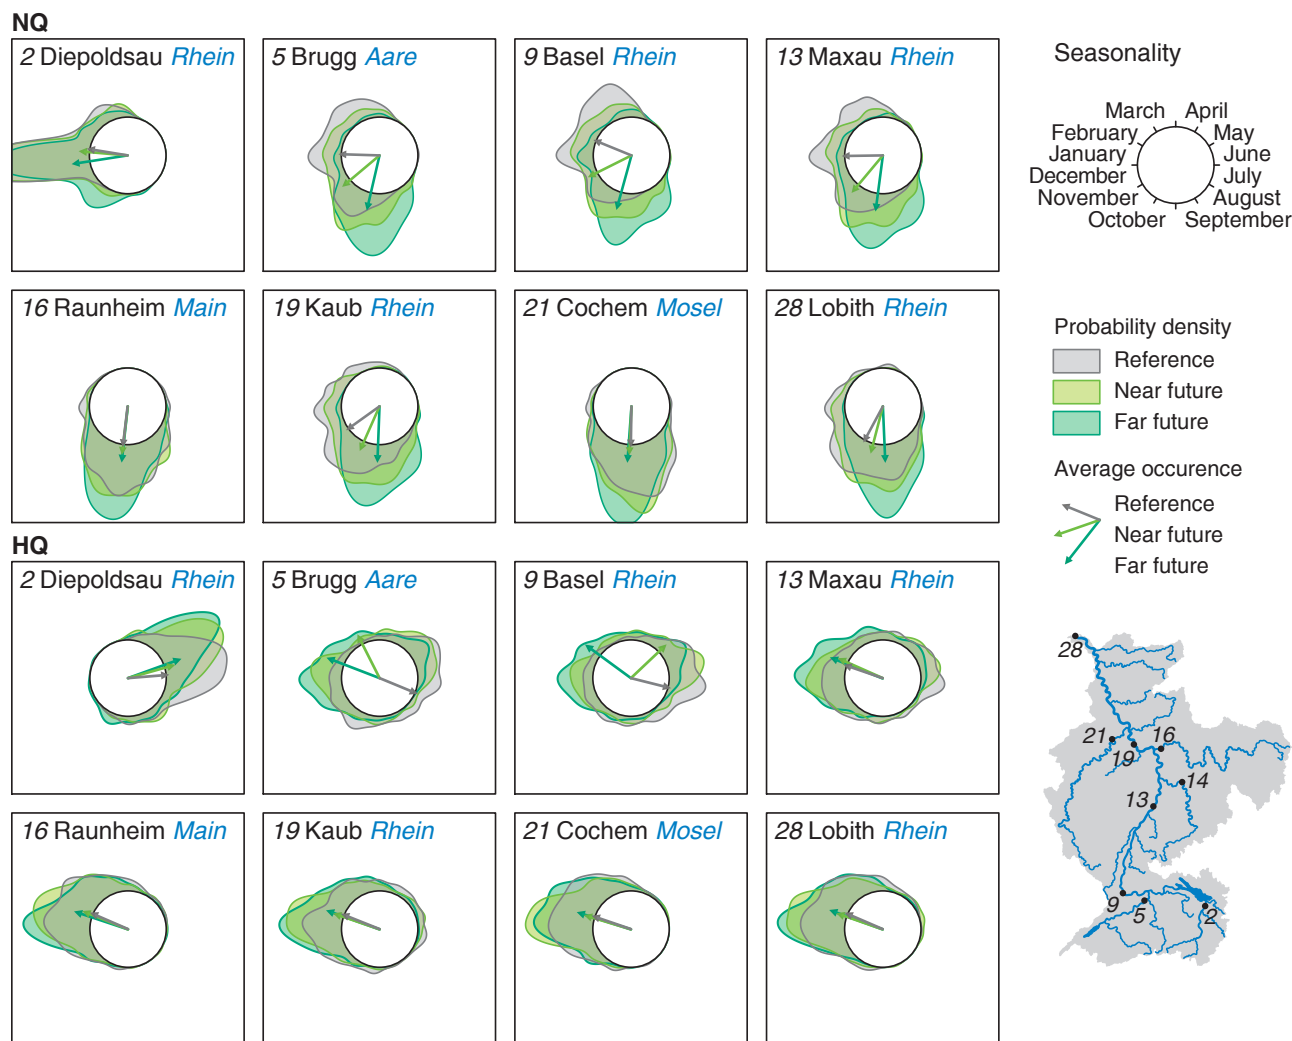 NQ
2 Diepoldsau Rhein
5 Brugg Aare
9 Basel Rhein
13 Maxau Rhein
16 Raunheim Main
19 Kaub Rhein
21 Cochem Mosel
28 Lobith Rhein
HQ
2 Diepoldsau Rhein
5 Brugg Aare
9 Basel Rhein
13 Maxau Rhein
16 Raunheim Main
19 Kaub Rhein
21 Cochem Mosel
28 Lobith Rhein
Seasonality
March April
February May
January June
December July
November August
October September
Probability density
Reference
Near future
Far future
Average occurence
Reference
Near future
Far future
28
21
19
16
14
13
9
5
2